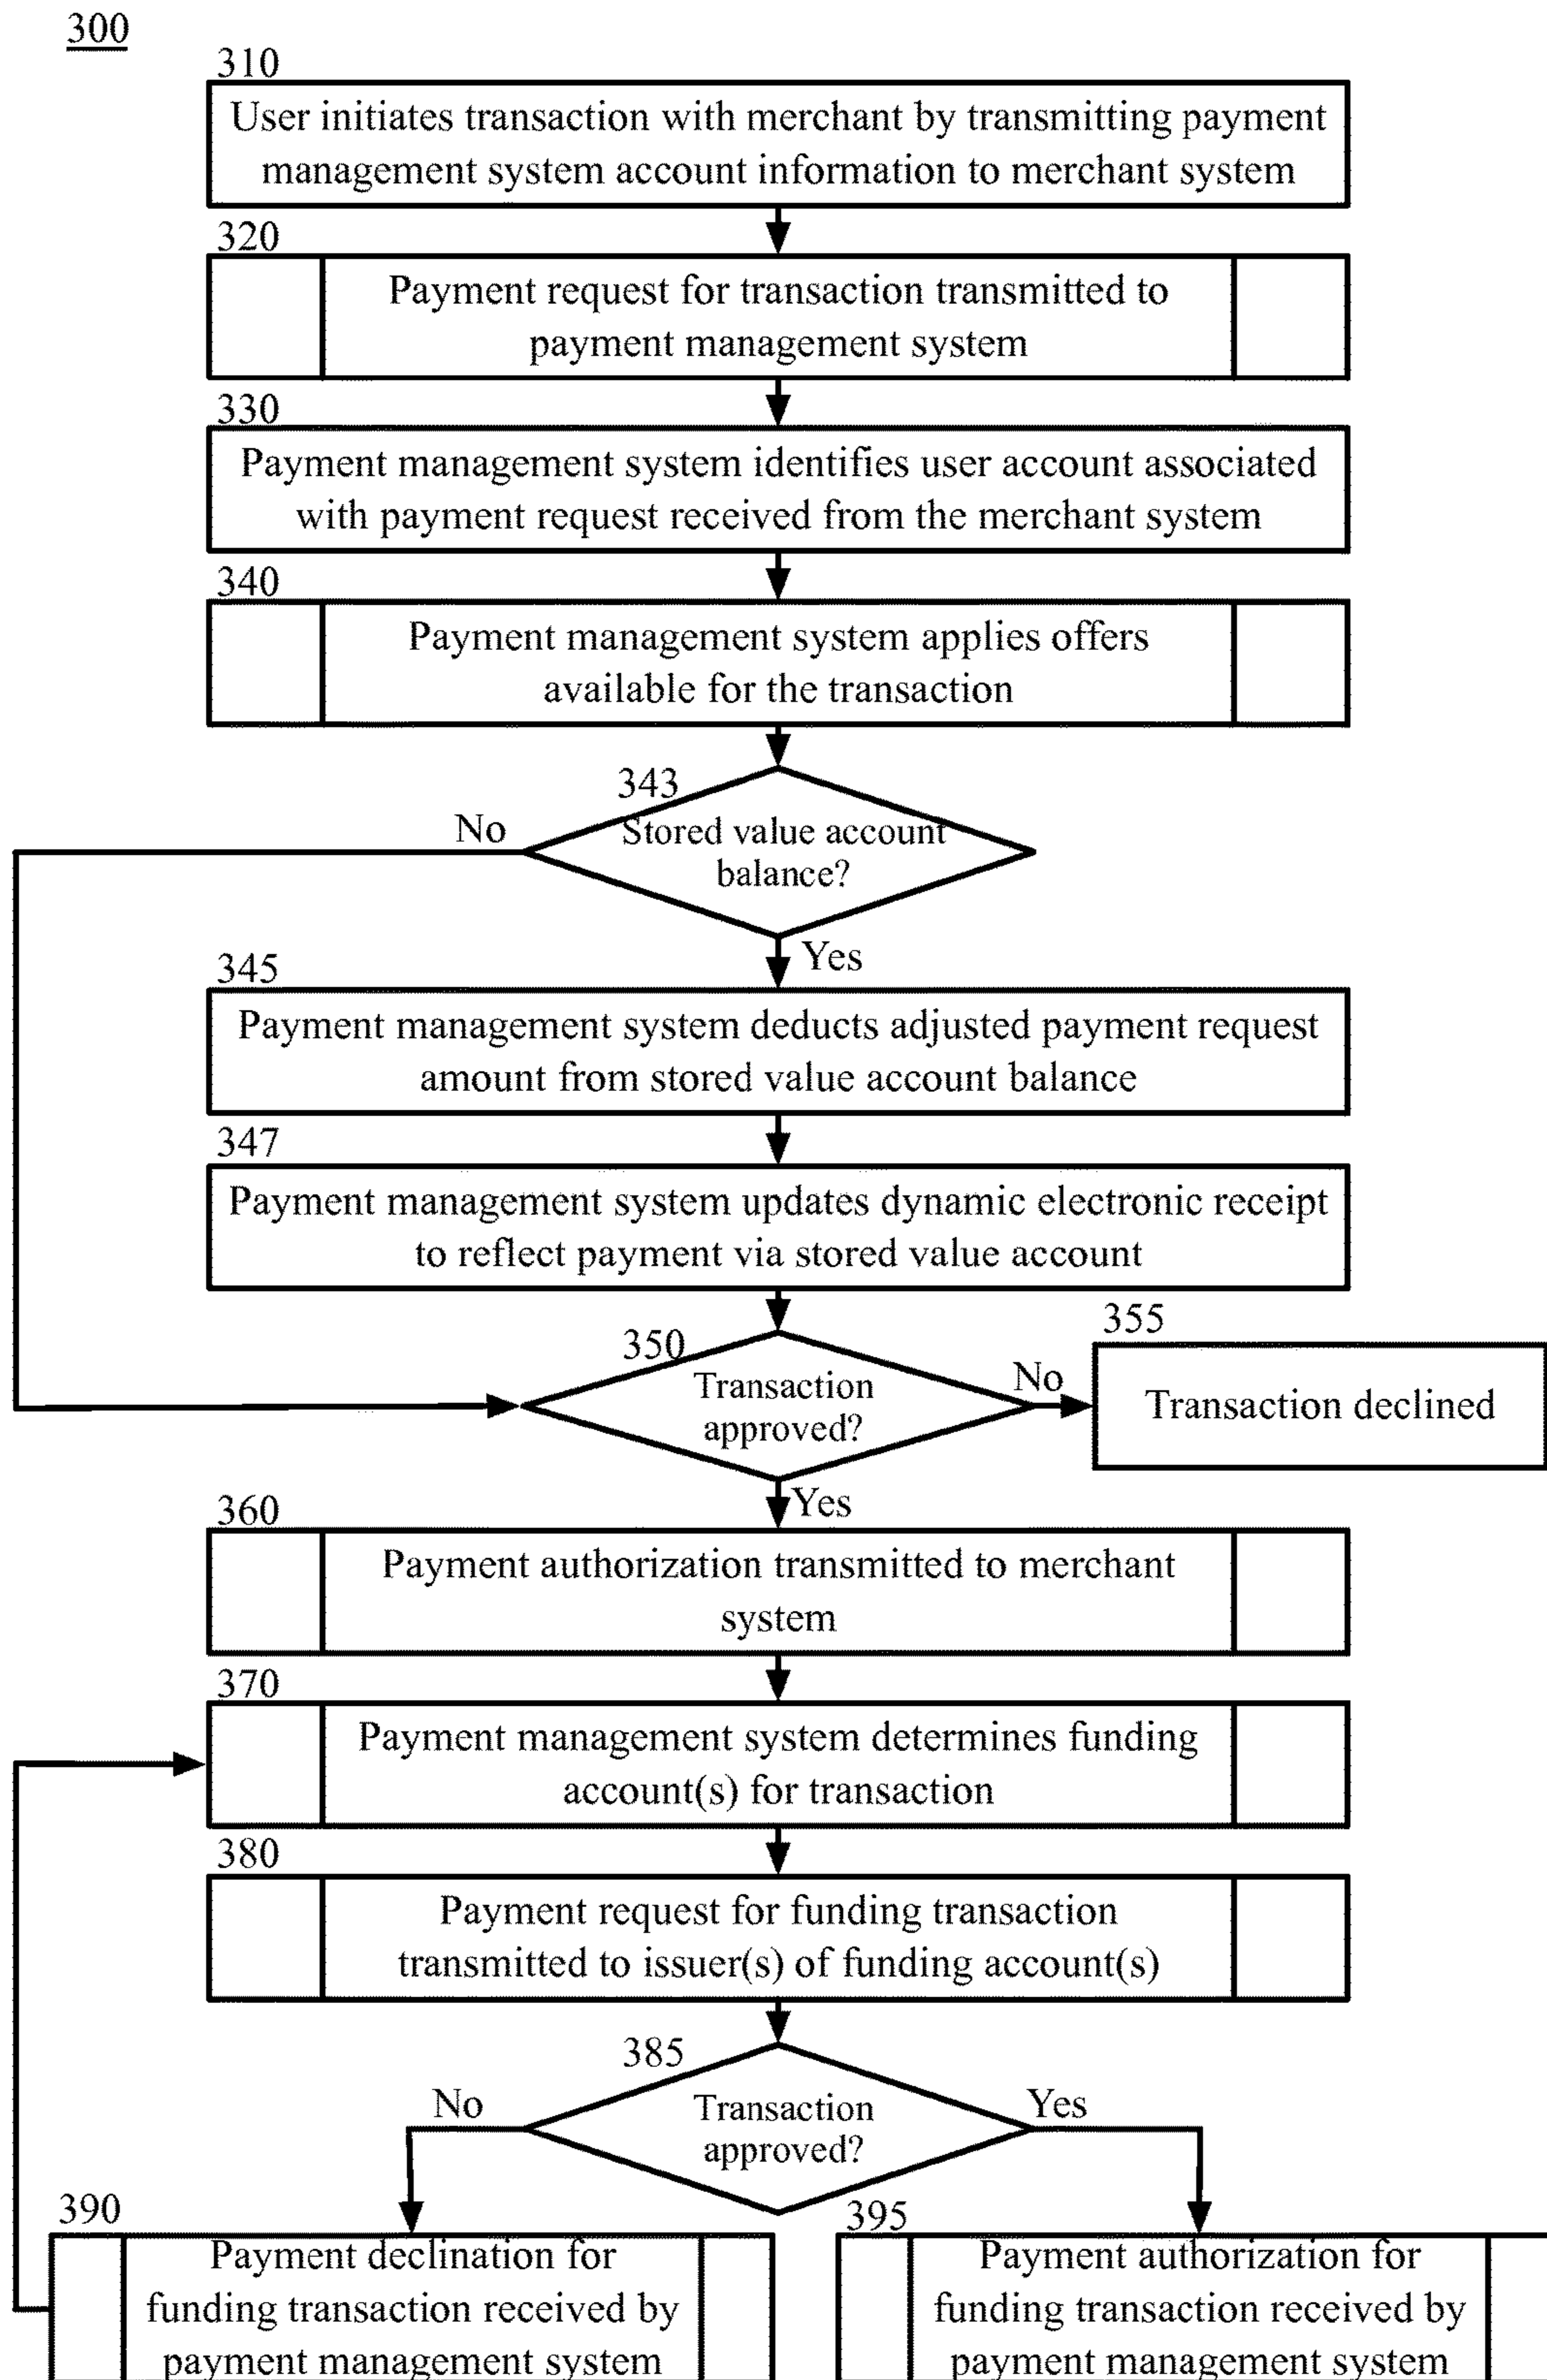 300
310
User initiates transaction with merchant by transmitting payment
management system account information to merchant system
320
Payment request for transaction transmitted to
payment management system
330
Payment management system identifies user account associated
with payment request received from the merchant system
340
Payment management system applies offers
available for the transaction
343
No
Stored value account
balance?
Yes
345
Payment management system deducts adjusted payment request
amount from stored value account balance
347
Payment management system updates dynamic electronic receipt
to reflect payment via stored value account
350
Transaction
approved?
No
355
Transaction declined
Yes
360
Payment authorization transmitted to merchant
system
370
Payment management system determines funding
account(s) for transaction
380
Payment request for funding transaction
transmitted to issuer(s) of funding account(s)
385
No
Transaction
approved?
Yes
390
Payment declination for
funding transaction received by
payment management system
395
Payment authorization for
funding transaction received by
payment management system